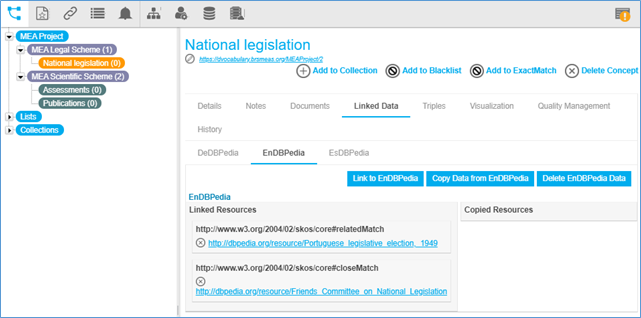 MEA Project
MEA Legal Scheme (1)
National legislation (0)
MEA Scientific Scheme (2)
Assessments (0)
Publications (0)
Lists
Collections
National legislation
https://dvocabulary.brsmeas.org/MEAProject/2
Add to Collection Add to Blacklist Add to ExactMatch Delete Concept
Details Notes Documents Linked Data Triples Visualization Quality Management
History
DeDBPedia EnDBPedia EsDBPedia
Link to EnDBPedia Copy Data from EnDBPedia Delete EnDBPedia Data
EnDBPedia
Linked Resources Copied Resources
http://www.w3.org/2004/02/skos/core#relatedMatch
http://dbpedia.org/resource/Portuguese_legislative_election,_1949
http://www.w3.org/2004/02/skos/core#closeMatch
http://dbpedia.org/resource/Friends_Committee_on_National_Legislation